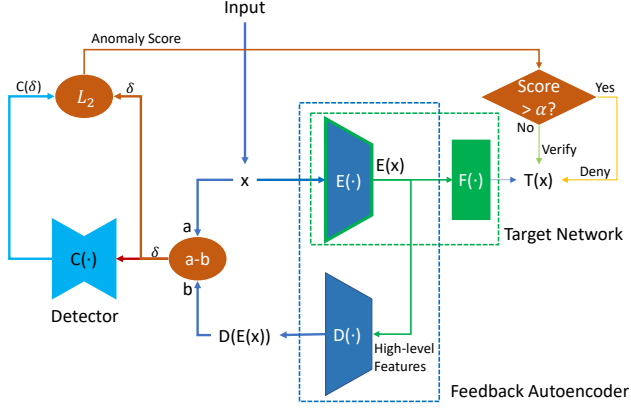 Input
Anomaly Score
C(δ)
L₂
δ
Score
> α?
Yes
No
Verify
Deny
E(x)
x
E(·)
F(·)
T(x)
a
Target Network
C(·)
δ
a-b
b
Detector
D(E(x))
D(·)
High-level
Features
Feedback Autoencoder